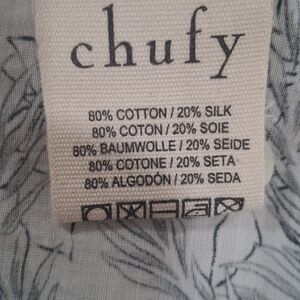 chufy
80% COTTON / 20% SILK
80% COTON / 20% SOIE
80% BAUMWOLLE / 20% SEIDE
80% COTONE / 20% SETA
80% ALGODÓN / 20% SEDA